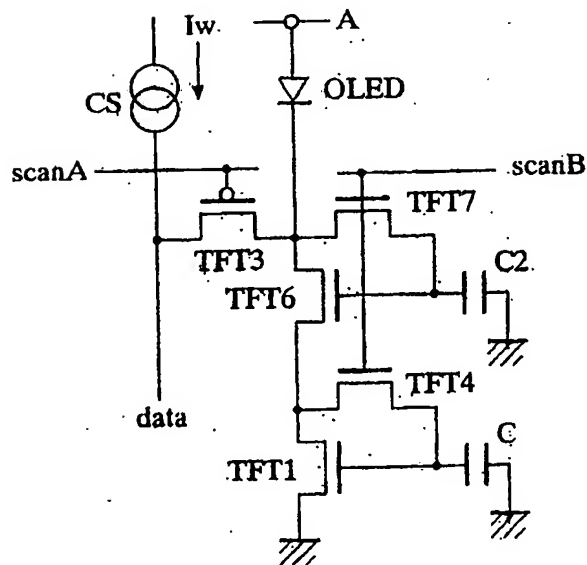 Iw
A
CS
OLED
scanA
scanB
TFT7
TFT3
C2
TFT6
TFT4
data
C
TFT1